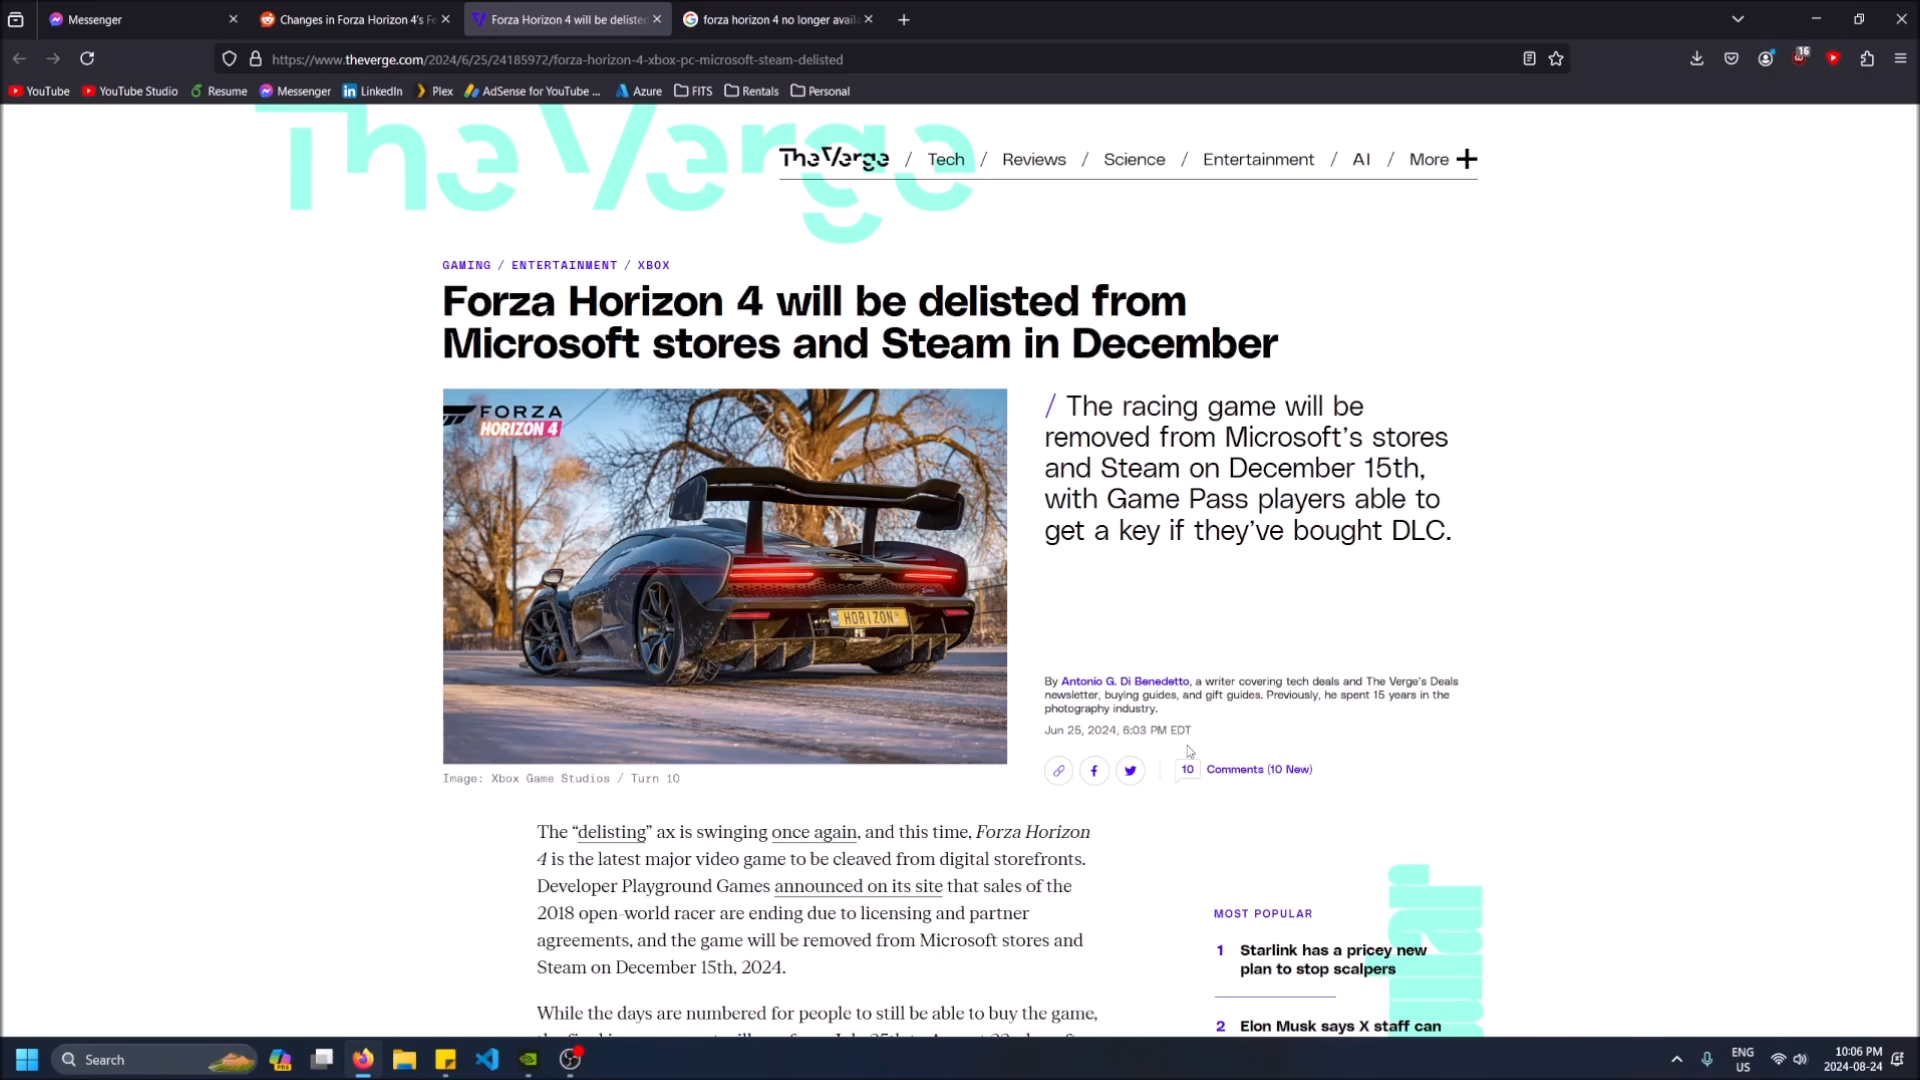 Messenger
Changes in Forza Horizon 4's Fe
Forza Horizon 4 will be delisted
forza horizon 4 no longer avail
https://www.theverge.com/2024/6/25/24185972/forza-horizon-4-xbox-pc-microsoft-steam-delisted
16
YouTube
YouTube Studio
Resume
Messenger
LinkedIn
Plex
AdSense for YouTube ...
Azure
FITS
Rentals
Personal
The Verge
The Verge / Tech / Reviews / Science / Entertainment / AI / More +
GAMING / ENTERTAINMENT / XBOX
Forza Horizon 4 will be delisted from
Microsoft stores and Steam in December
FORZA
HORIZON 4
HORIZON
/ The racing game will be
removed from Microsoft's stores
and Steam on December 15th,
with Game Pass players able to
get a key if they've bought DLC.
By Antonio G. Di Benedetto, a writer covering tech deals and The Verge's Deals
newsletter, buying guides, and gift guides. Previously, he spent 15 years in the
photography industry.
Jun 25, 2024, 6:03 PM EDT
10 Comments (10 New)
Image: Xbox Game Studios / Turn 10
The “delisting” ax is swinging once again, and this time, Forza Horizon
4 is the latest major video game to be cleaved from digital storefronts.
Developer Playground Games announced on its site that sales of the
2018 open-world racer are ending due to licensing and partner
agreements, and the game will be removed from Microsoft stores and
Steam on December 15th, 2024.
While the days are numbered for people to still be able to buy the game,
MOST POPULAR
1 Starlink has a pricey new
plan to stop scalpers
2 Elon Musk says X staff can
Search
ENG
US
10:06 PM
2024-08-24